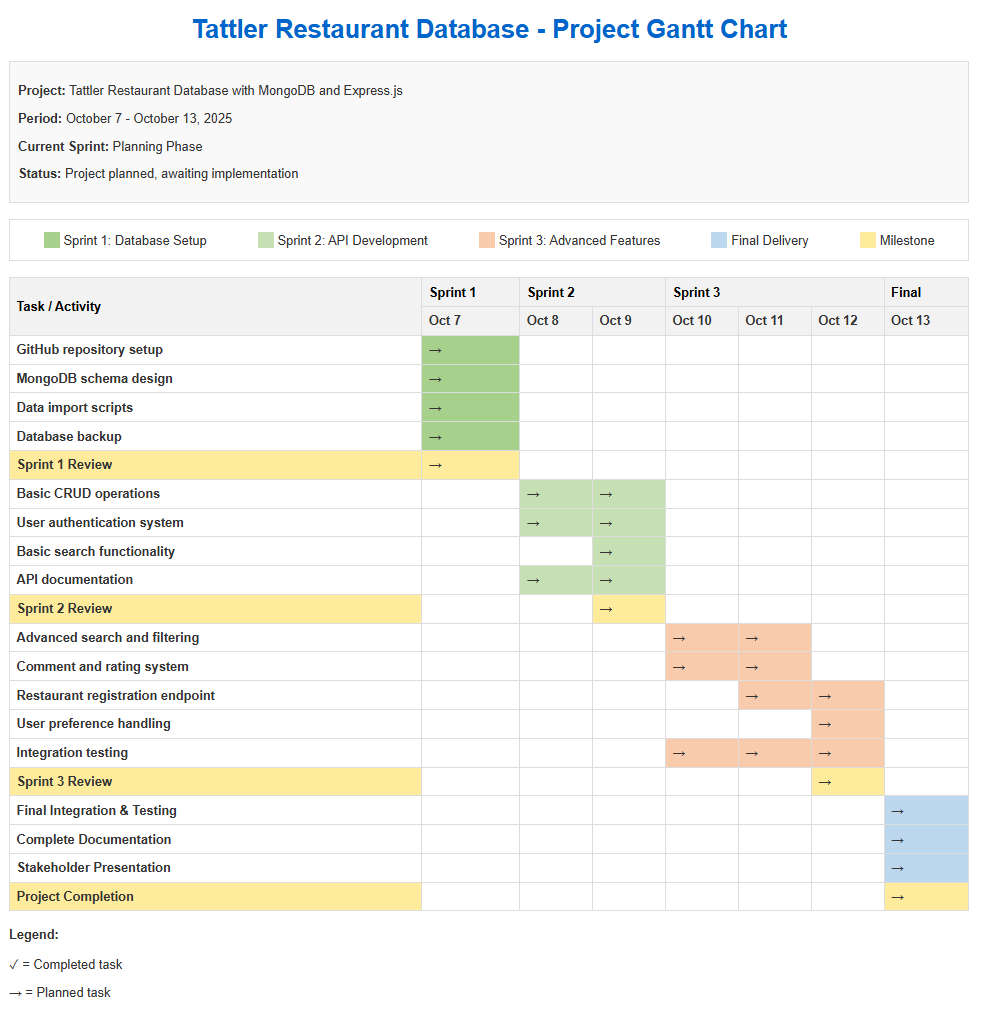 Tattler Restaurant Database - Project Gantt Chart
Project: Tattler Restaurant Database with MongoDB and Express.js
Period: October 7 - October 13, 2025
Current Sprint: Planning Phase
Status: Project planned, awaiting implementation
Sprint 1: Database Setup Sprint 2: API Development Sprint 3: Advanced Features Final Delivery Milestone
Task / Activity Sprint 1 Sprint 2 Sprint 3 Final
Oct 7 Oct 8 Oct 9 Oct 10 Oct 11 Oct 12 Oct 13
GitHub repository setup →
MongoDB schema design →
Data import scripts →
Database backup →
Sprint 1 Review →
Basic CRUD operations → →
User authentication system → →
Basic search functionality →
API documentation → →
Sprint 2 Review →
Advanced search and filtering → →
Comment and rating system → →
Restaurant registration endpoint → →
User preference handling →
Integration testing → → →
Sprint 3 Review →
Final Integration & Testing →
Complete Documentation →
Stakeholder Presentation →
Project Completion →
Legend:
✓ = Completed task
→ = Planned task